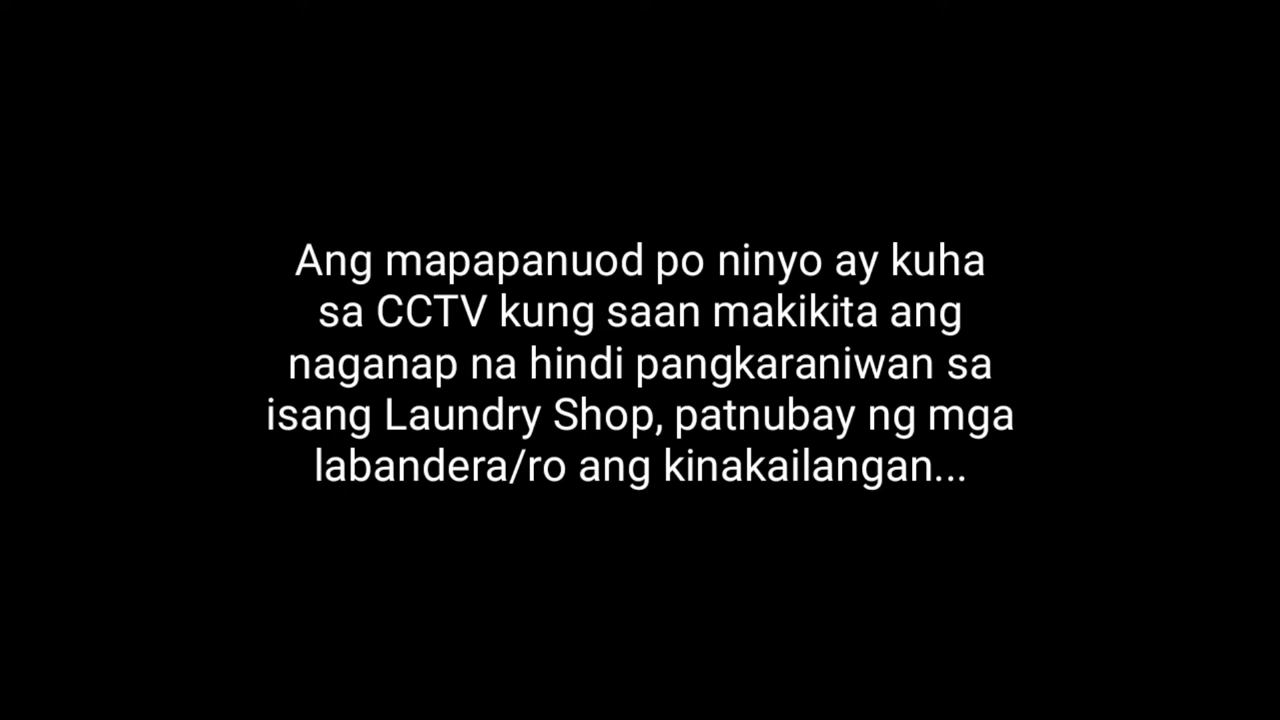 Ang mapapanuod po ninyo ay kuha
sa CCTV kung saan makikita ang
naganap na hindi pangkaraniwan sa
isang Laundry Shop, patnubay ng mga
labandera/ro ang kinakailangan...